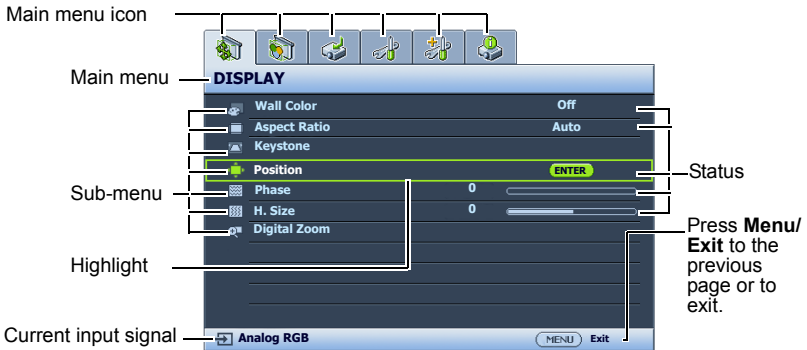 Main menu icon
Main menu
DISPLAY
Wall Color Off
Aspect Ratio Auto
Keystone
Position ENTER
Status
Sub-menu
Phase 0
H. Size 0
Digital Zoom
Press Menu/
Exit to the
previous
page or to
exit.
Highlight
Current input signal
Analog RGB
MENU Exit